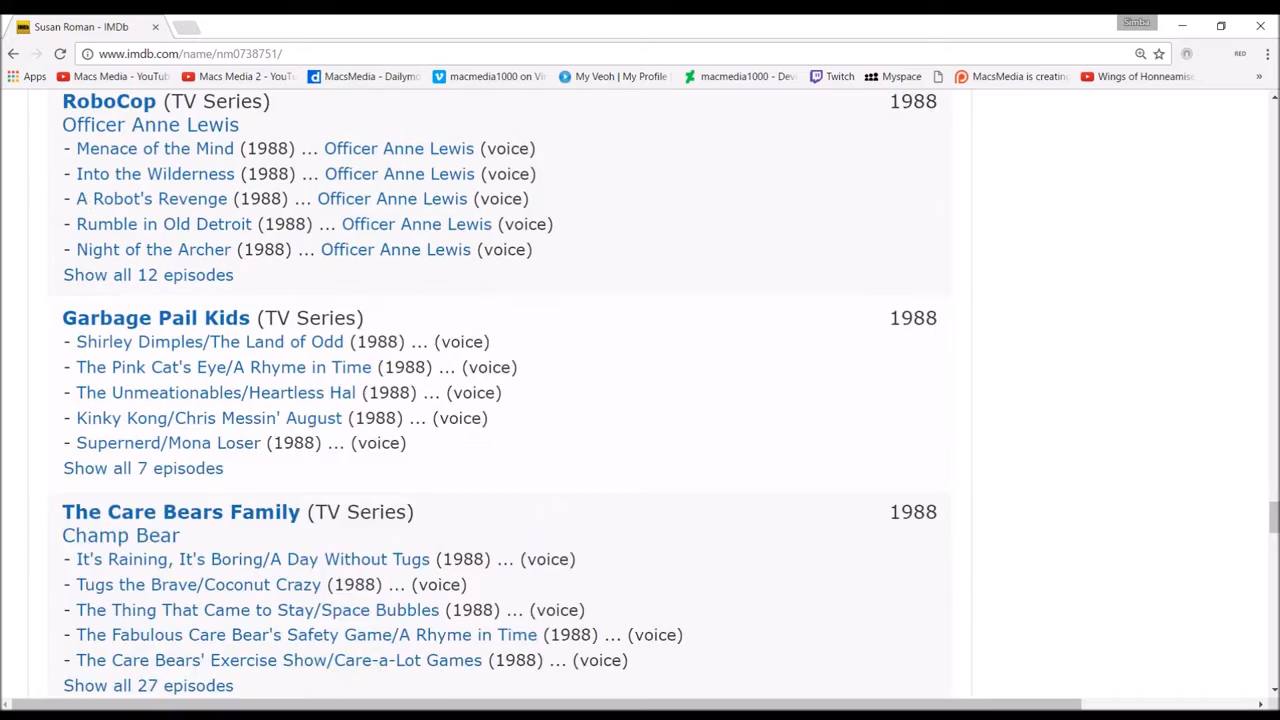 Susan Roman - IMDb
Simba
www.imdb.com/name/nm0738751/
RED
Apps Macs Media - YouTube Macs Media 2 - YouTu MacsMedia - Dailymo macmedia1000 on Vir My Veoh | My Profile macmedia1000 - Devi Twitch Myspace MacsMedia is creating Wings of Honneamise
RoboCop (TV Series) 1988
Officer Anne Lewis
- Menace of the Mind (1988) ... Officer Anne Lewis (voice)
- Into the Wilderness (1988) ... Officer Anne Lewis (voice)
- A Robot's Revenge (1988) ... Officer Anne Lewis (voice)
- Rumble in Old Detroit (1988) ... Officer Anne Lewis (voice)
- Night of the Archer (1988) ... Officer Anne Lewis (voice)
Show all 12 episodes
Garbage Pail Kids (TV Series) 1988
- Shirley Dimples/The Land of Odd (1988) ... (voice)
- The Pink Cat's Eye/A Rhyme in Time (1988) ... (voice)
- The Unmeationables/Heartless Hal (1988) ... (voice)
- Kinky Kong/Chris Messin' August (1988) ... (voice)
- Supernerd/Mona Loser (1988) ... (voice)
Show all 7 episodes
The Care Bears Family (TV Series) 1988
Champ Bear
- It's Raining, It's Boring/A Day Without Tugs (1988) ... (voice)
- Tugs the Brave/Coconut Crazy (1988) ... (voice)
- The Thing That Came to Stay/Space Bubbles (1988) ... (voice)
- The Fabulous Care Bear's Safety Game/A Rhyme in Time (1988) ... (voice)
- The Care Bears' Exercise Show/Care-a-Lot Games (1988) ... (voice)
Show all 27 episodes